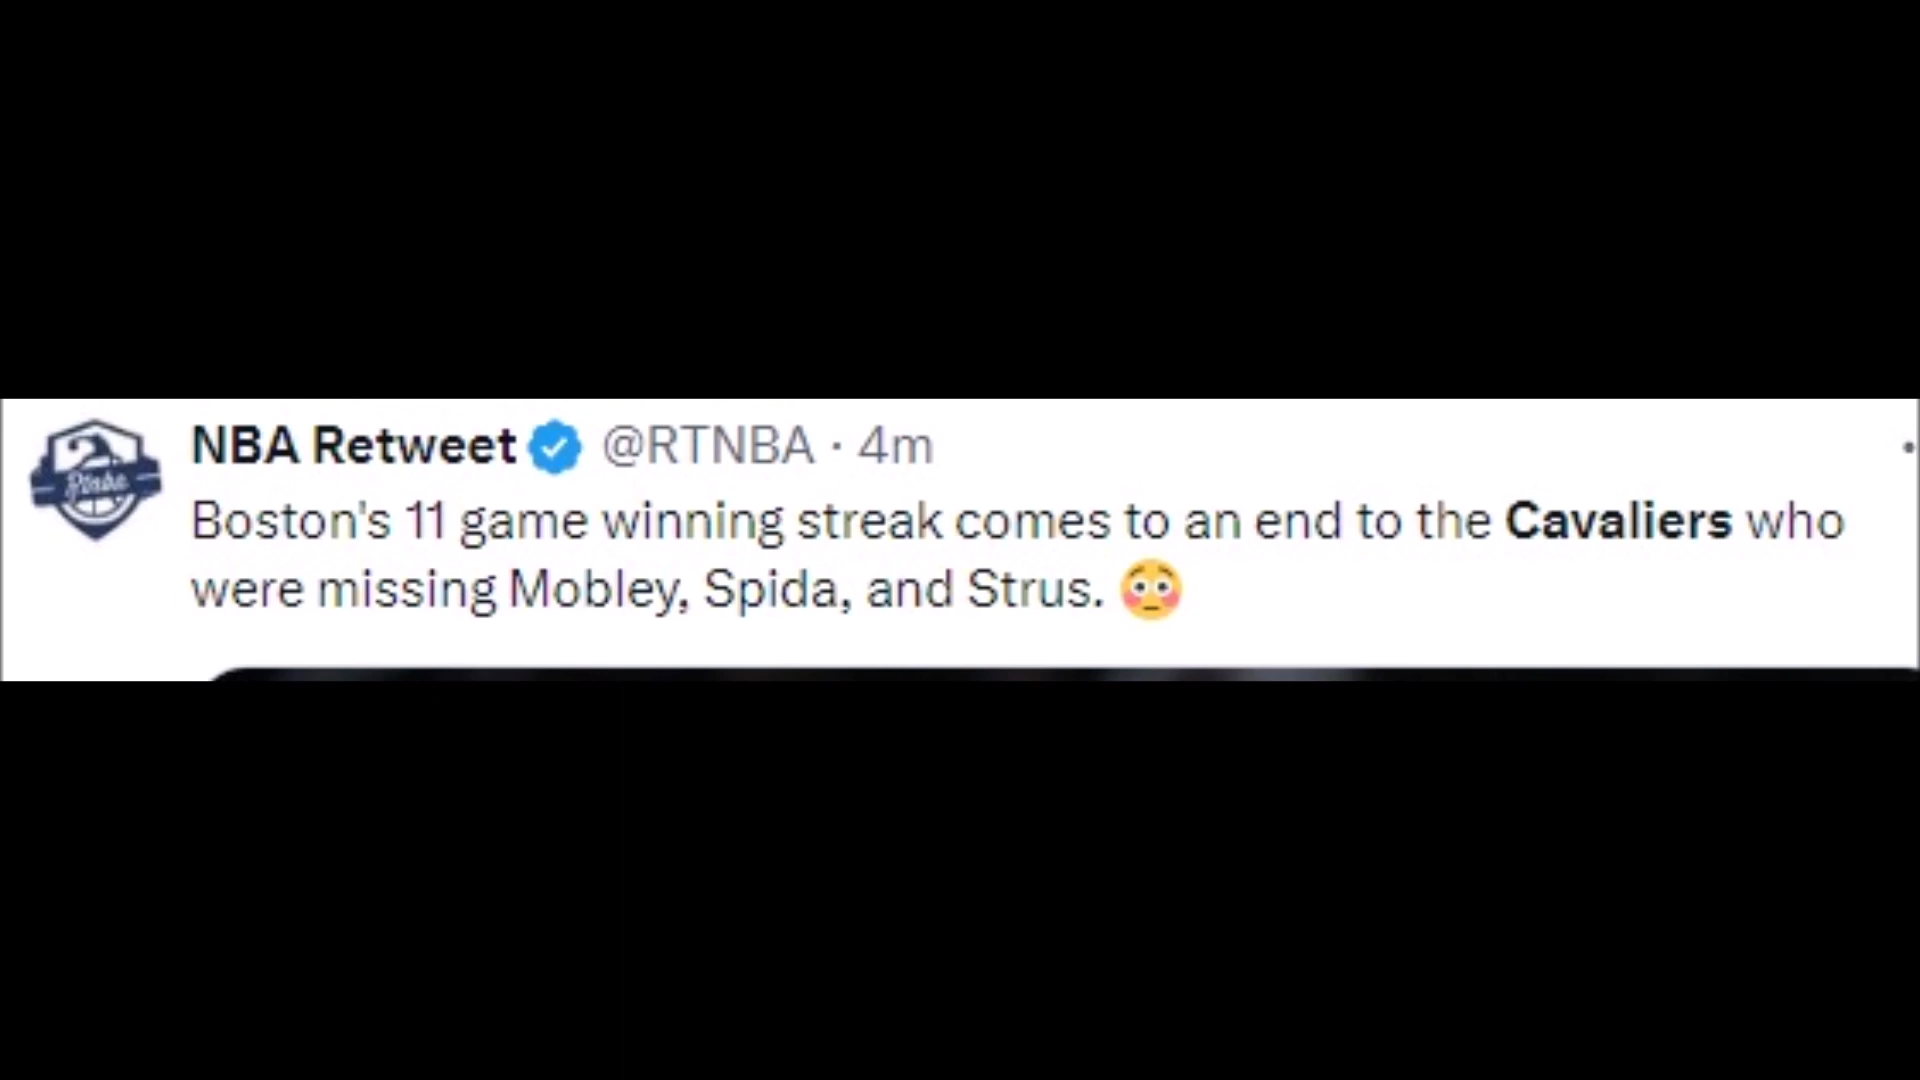 NBA Retweet @RTNBA · 4m
Boston's 11 game winning streak comes to an end to the Cavaliers who
were missing Mobley, Spida, and Strus. 😳
Rtnba